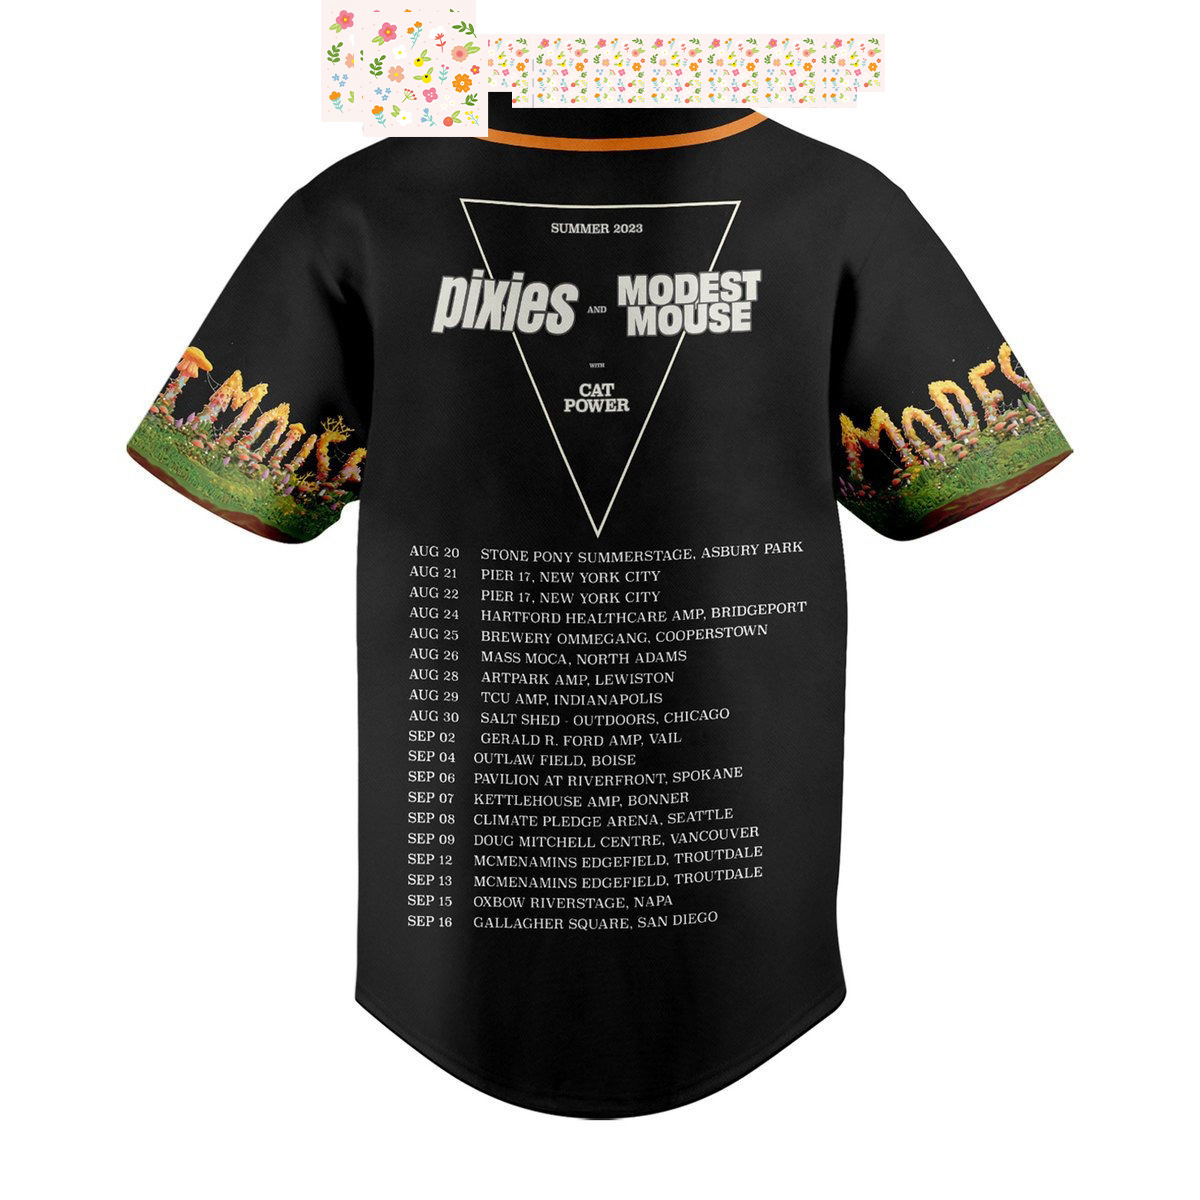 SUMMER 2023
pixies AND MODEST MOUSE
WITH
CAT
POWER
MOUSE
MODES
AUG 20 STONE PONY SUMMERSTAGE, ASBURY PARK
AUG 21 PIER 17, NEW YORK CITY
AUG 22 PIER 17, NEW YORK CITY
AUG 24 HARTFORD HEALTHCARE AMP, BRIDGEPORT
AUG 25 BREWERY OMMEGANG, COOPERSTOWN
AUG 26 MASS MOCA, NORTH ADAMS
AUG 28 ARTPARK AMP, LEWISTON
AUG 29 TCU AMP, INDIANAPOLIS
AUG 30 SALT SHED - OUTDOORS, CHICAGO
SEP 02 GERALD R. FORD AMP, VAIL
SEP 04 OUTLAW FIELD, BOISE
SEP 06 PAVILION AT RIVERFRONT, SPOKANE
SEP 07 KETTLEHOUSE AMP, BONNER
SEP 08 CLIMATE PLEDGE ARENA, SEATTLE
SEP 09 DOUG MITCHELL CENTRE, VANCOUVER
SEP 12 MCMENAMINS EDGEFIELD, TROUTDALE
SEP 13 MCMENAMINS EDGEFIELD, TROUTDALE
SEP 15 OXBOW RIVERSTAGE, NAPA
SEP 16 GALLAGHER SQUARE, SAN DIEGO